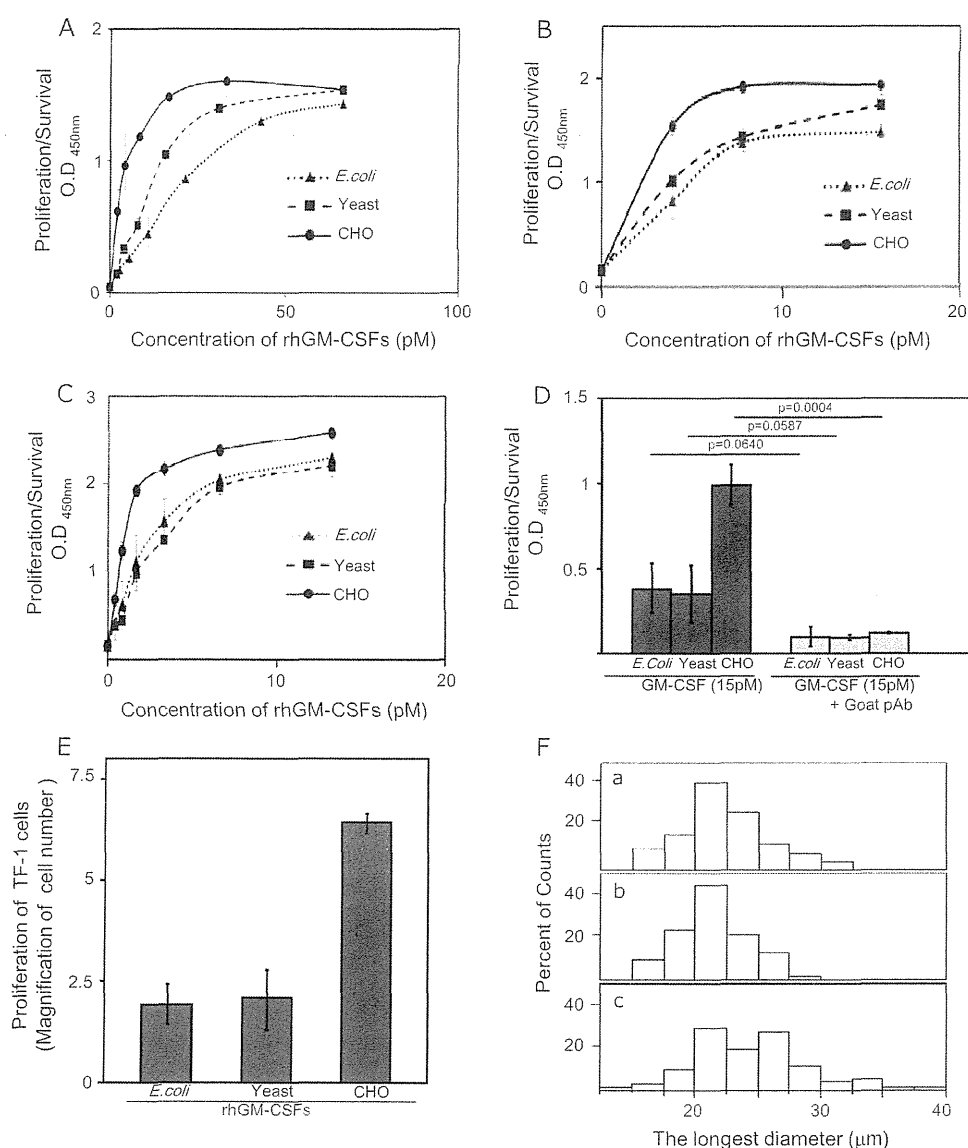 A
2
1
0
Proliferation/Survival
O.D 450nm
E.coli
Yeast
CHO
0
50
100
Concentration of rhGM-CSFs (pM)
B
2
1
0
Proliferation/Survival
O.D 450nm
E.coli
Yeast
CHO
0
10
20
Concentration of rhGM-CSFs (pM)
C
3
2
1
Proliferation/Survival
O.D 450nm
E.coli
Yeast
CHO
0
10
20
Concentration of rhGM-CSFs (pM)
D
1.5
1
0.5
Proliferation/Survival
O.D 450nm
p=0.0004
p=0.0587
p=0.0640
E.Coli Yeast CHO
GM-CSF (15pM)
E.coli Yeast CHO
GM-CSF (15pM)
+ Goat pAb
E
7.5
5
2.5
0
Proliferation of TF-1 cells
(Magnification of cell number )
E.coli Yeast CHO
rhGM-CSFs
F
Percent of Counts
a
40
20
b
40
20
c
40
20
20 30 40
The longest diameter (μm)